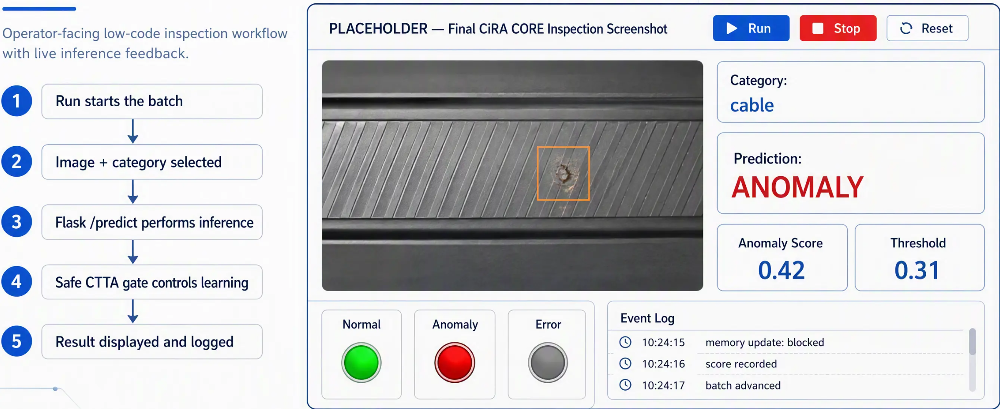 Operator-facing low-code inspection workflow
with live inference feedback.
1
Run starts the batch
2
Image + category selected
3
Flask /predict performs inference
4
Safe CTTA gate controls learning
5
Result displayed and logged
PLACEHOLDER — Final CiRA CORE Inspection Screenshot
Run
Stop
Reset
Category:
cable
Prediction:
ANOMALY
Anomaly Score
0.42
Threshold
0.31
Normal
Anomaly
Error
Event Log
10:24:15 memory update: blocked
10:24:16 score recorded
10:24:17 batch advanced